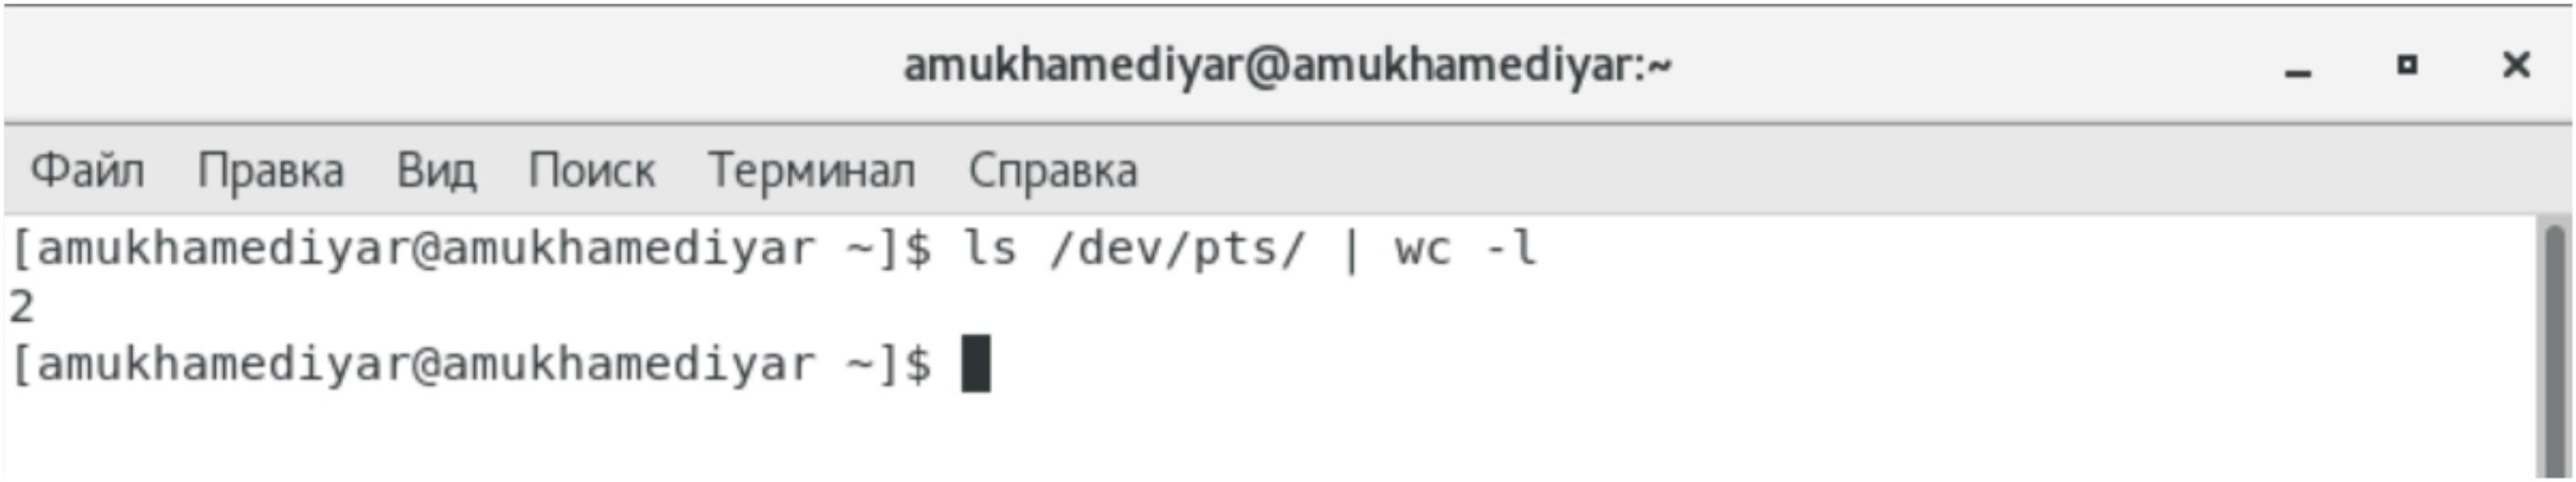 amukhamediyar@amukhamediyar:~
Файл Правка Вид Поиск Терминал Справка
[amukhamediyar@amukhamediyar ~]$ ls /dev/pts/ | wc -l
2
[amukhamediyar@amukhamediyar ~]$